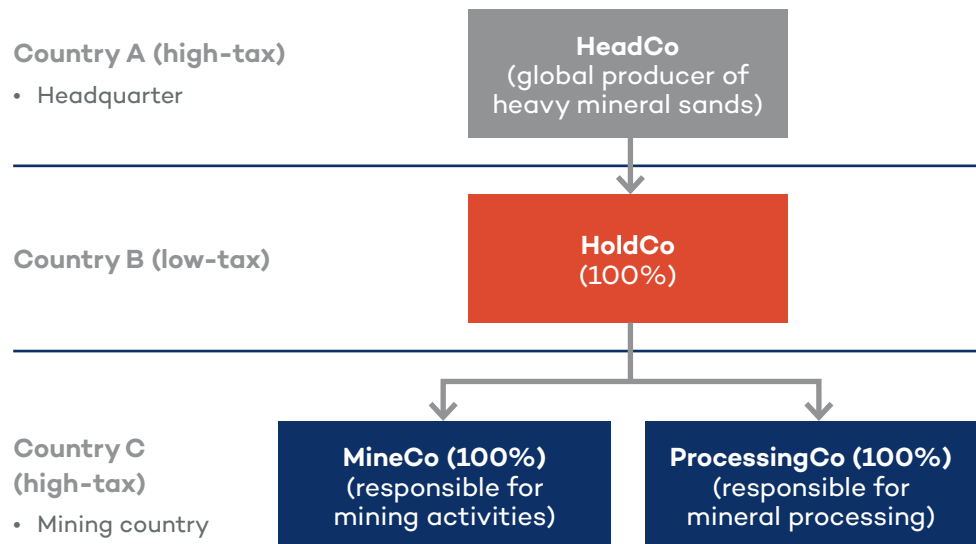 Country A (high-tax)
• Headquarter
HeadCo
(global producer of
heavy mineral sands)
Country B (low-tax)
HoldCo
(100%)
Country C
(high-tax)
• Mining country
MineCo (100%)
(responsible for
mining activities)
ProcessingCo (100%)
(responsible for
mineral processing)